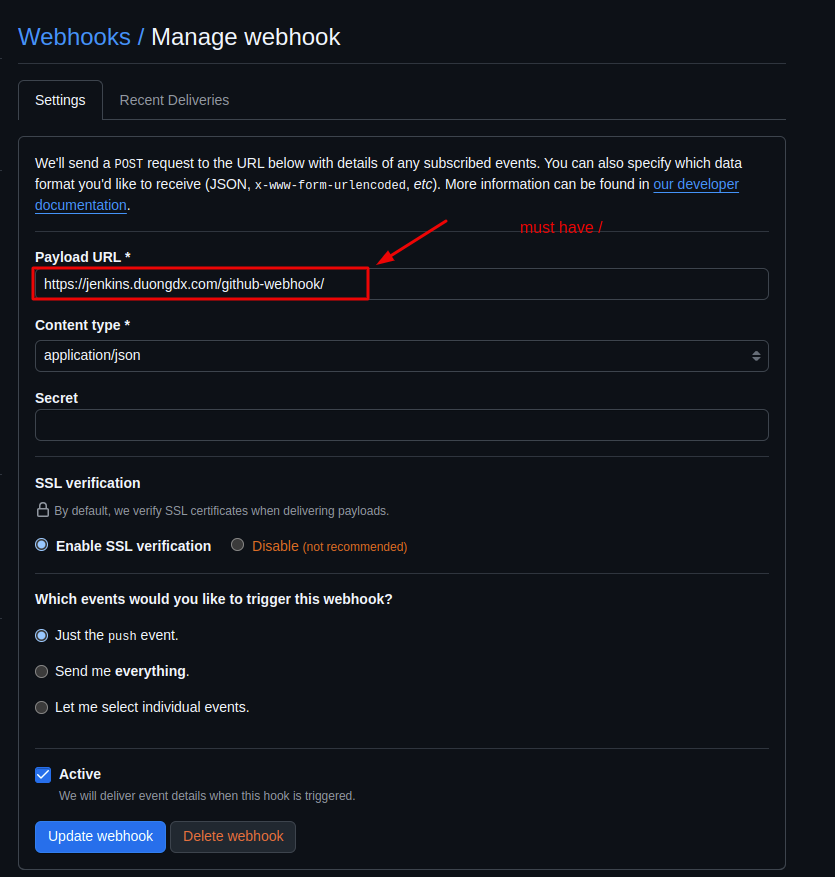 Webhooks / Manage webhook
Settings Recent Deliveries
We'll send a POST request to the URL below with details of any subscribed events. You can also specify which data
format you'd like to receive (JSON, x-www-form-urlencoded, etc). More information can be found in our developer
documentation.
must have /
Payload URL *
https://jenkins.duongdx.com/github-webhook/
Content type *
application/json
Secret
SSL verification
By default, we verify SSL certificates when delivering payloads.
Enable SSL verification Disable (not recommended)
Which events would you like to trigger this webhook?
Just the push event.
Send me everything.
Let me select individual events.
Active
We will deliver event details when this hook is triggered.
Update webhook Delete webhook